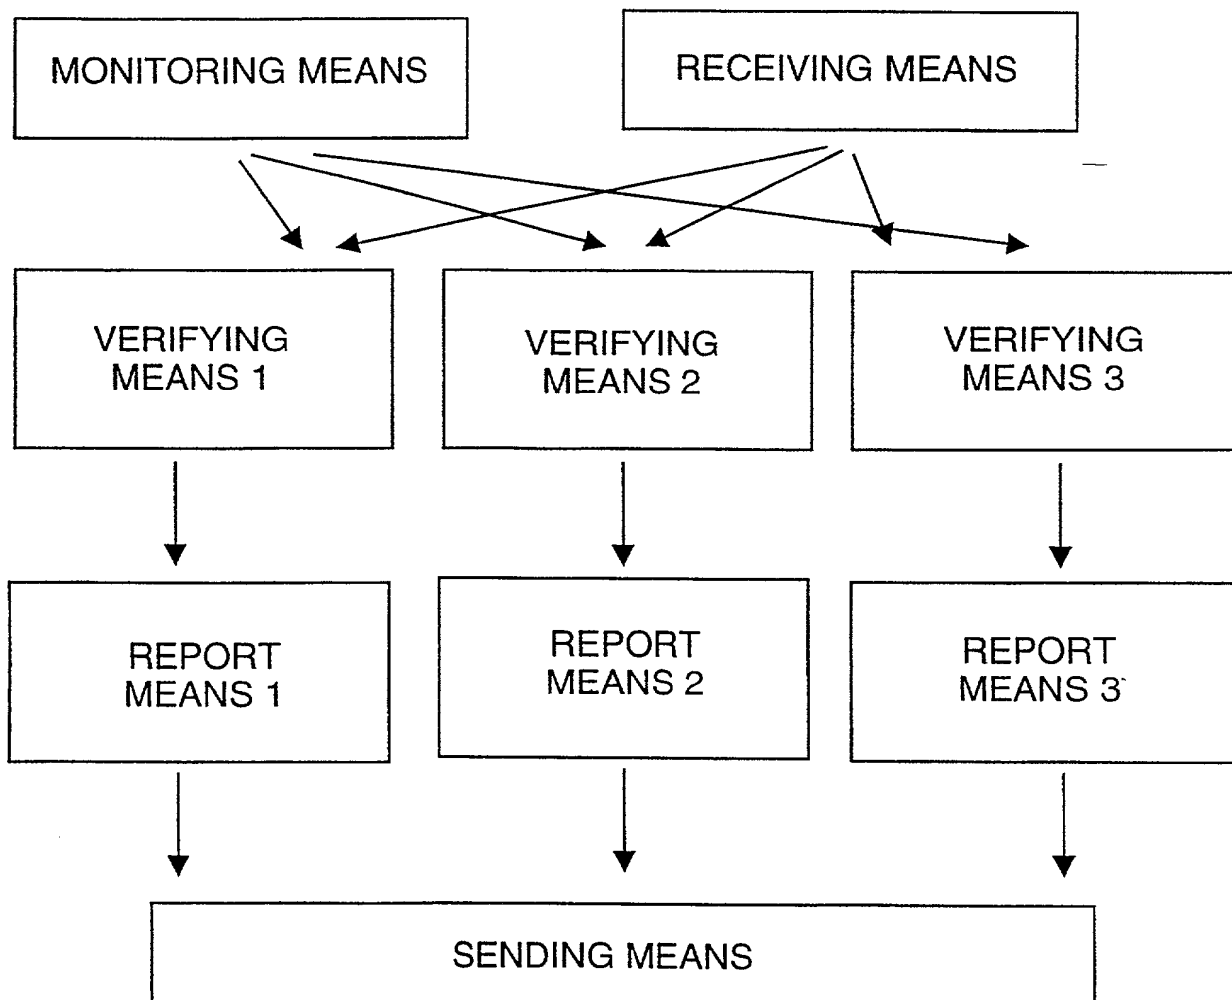 MONITORING MEANS
RECEIVING MEANS
VERIFYING
MEANS 1
VERIFYING
MEANS 2
VERIFYING
MEANS 3
REPORT
MEANS 1
REPORT
MEANS 2
REPORT
MEANS 3
SENDING MEANS